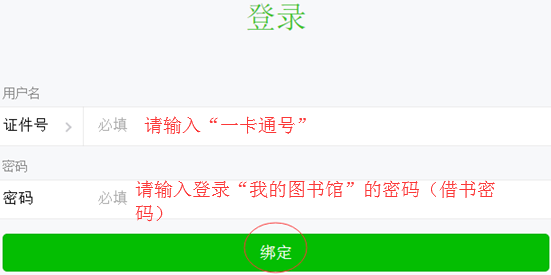 登录
用户名
证件号 必填 请输入“一卡通号”
密码
密码 必填 请输入登录“我的图书馆”的密码（借书密
码）
绑定